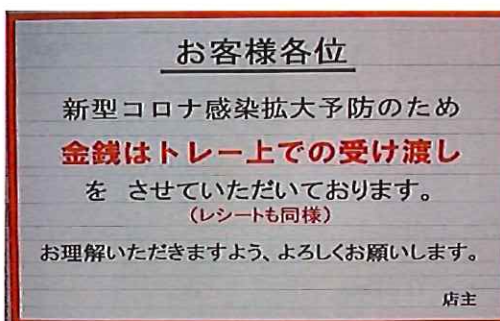 お客様各位
新型コロナ感染拡大予防のため
金銭はトレー上での受け渡し
を させていただいております。
(レシートも同様)
お理解いただきますよう、よろしくお願いします。
店主